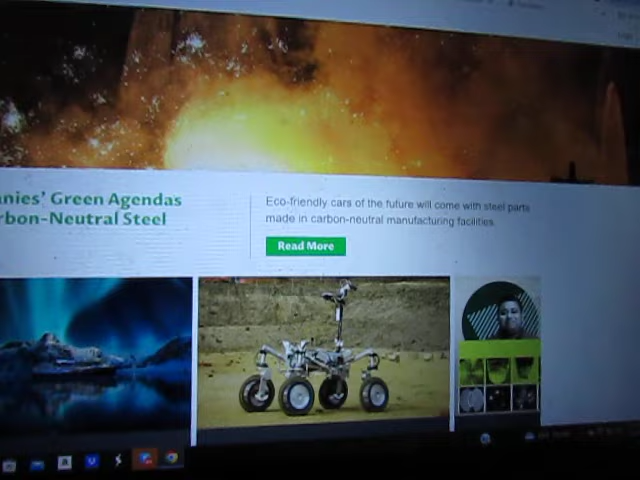 anies' Green Agendas
rbon-Neutral Steel
Eco-friendly cars of the future will come with steel parts
made in carbon-neutral manufacturing facilities.
Read More